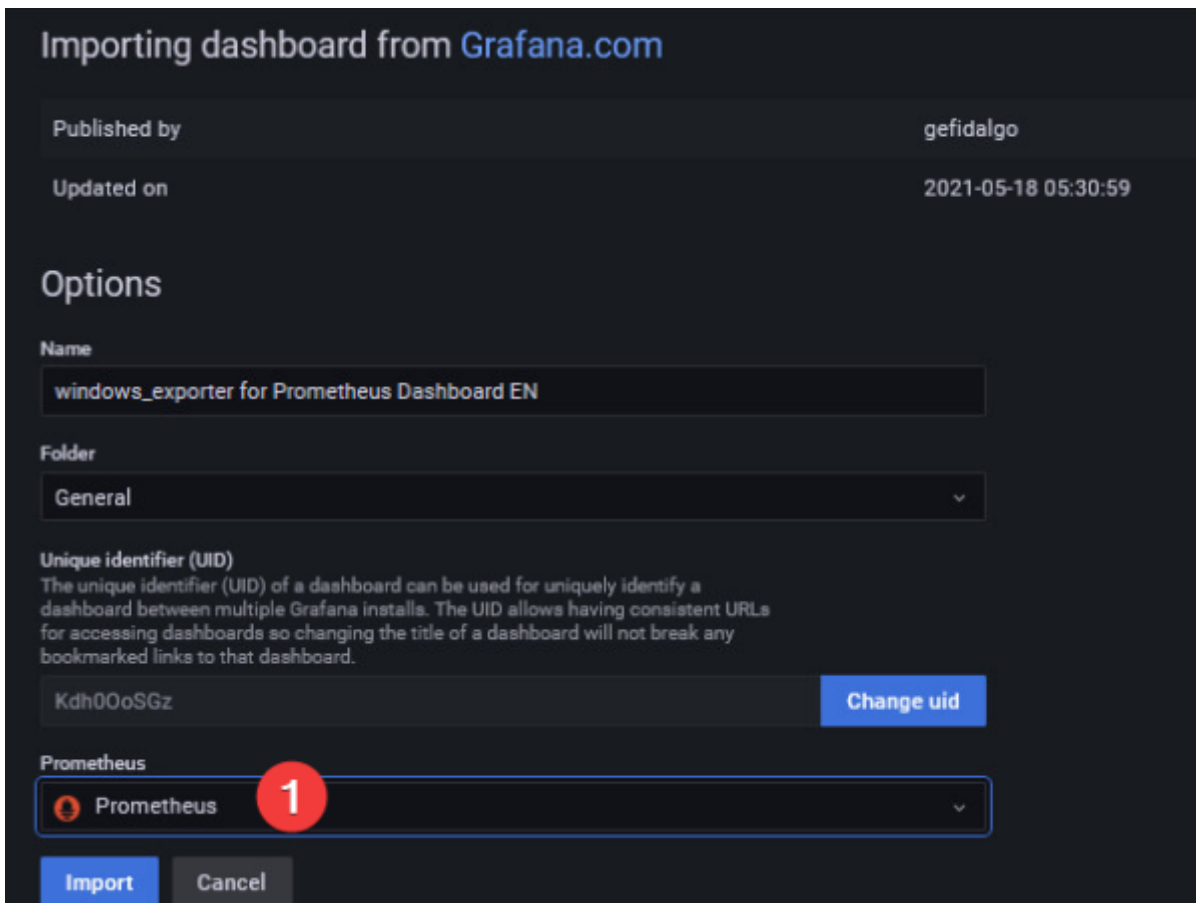 Importing dashboard from Grafana.com
Published by gefidalgo
Updated on 2021-05-18 05:30:59
Options
Name
windows_exporter for Prometheus Dashboard EN
Folder
General
Unique identifier (UID)
The unique identifier (UID) of a dashboard can be used for uniquely identify a
dashboard between multiple Grafana installs. The UID allows having consistent URLs
for accessing dashboards so changing the title of a dashboard will not break any
bookmarked links to that dashboard.
Kdh0OoSGz Change uid
Prometheus
Prometheus 1
Import Cancel